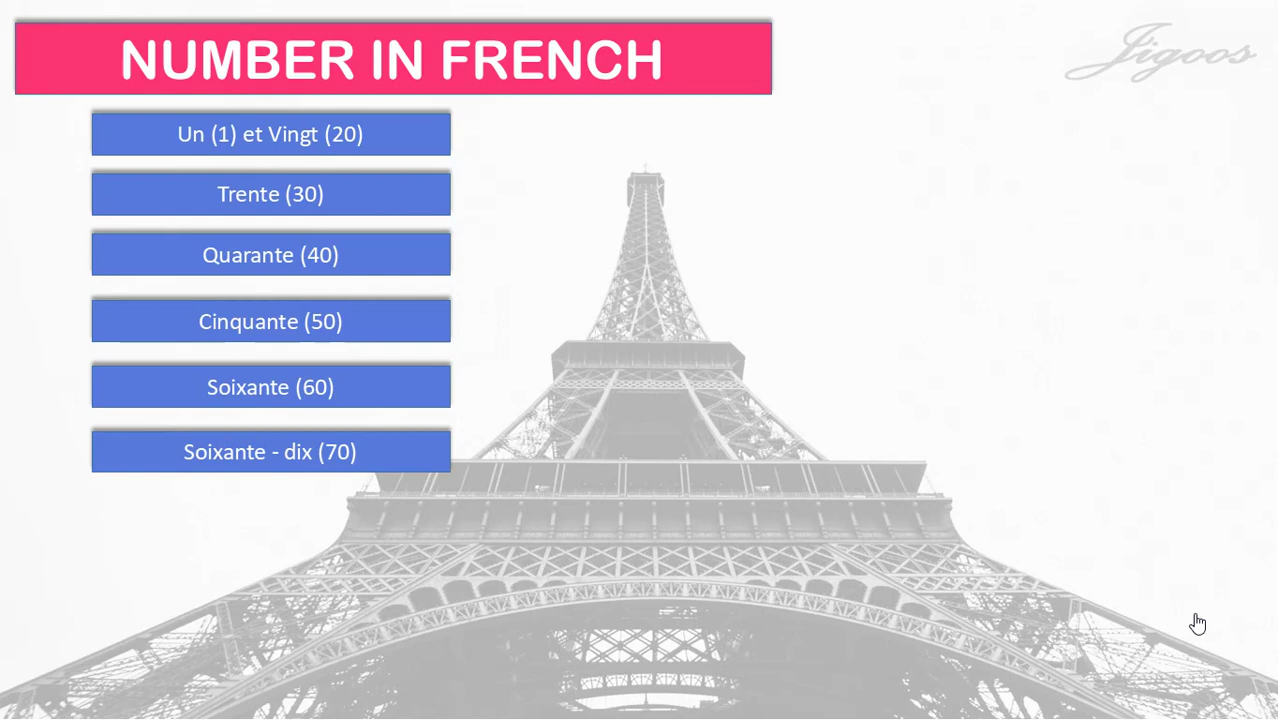 NUMBER IN FRENCH
Jigoos
Un (1) et Vingt (20)
Trente (30)
Quarante (40)
Cinquante (50)
Soixante (60)
Soixante - dix (70)